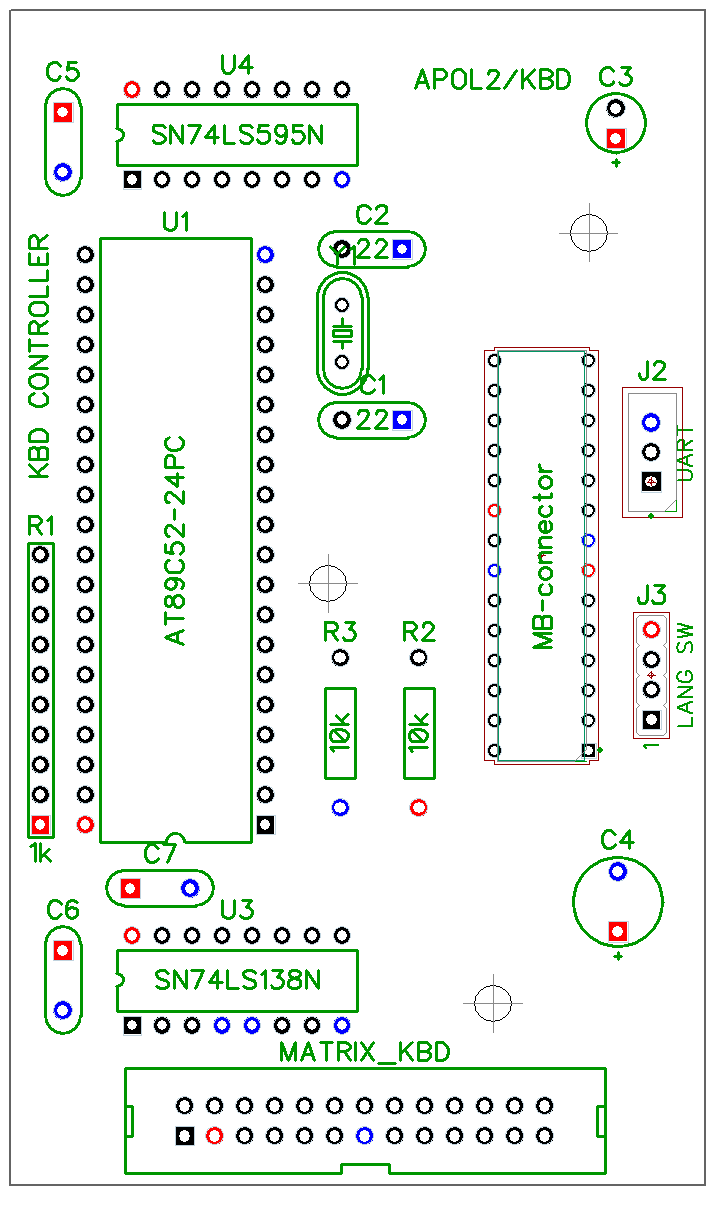 U4
APOL2/KBD
C5
C3
SN74LS595N
+
U1
C2
22
Y1
KBD CONTROLLER
C1
22
J2
UART
AT89C52-24PC
MB-connector
R1
J3
LANG SW
1
R3
R2
10k
10k
1k
C7
C4
+
C6
U3
SN74LS138N
MATRIX_KBD